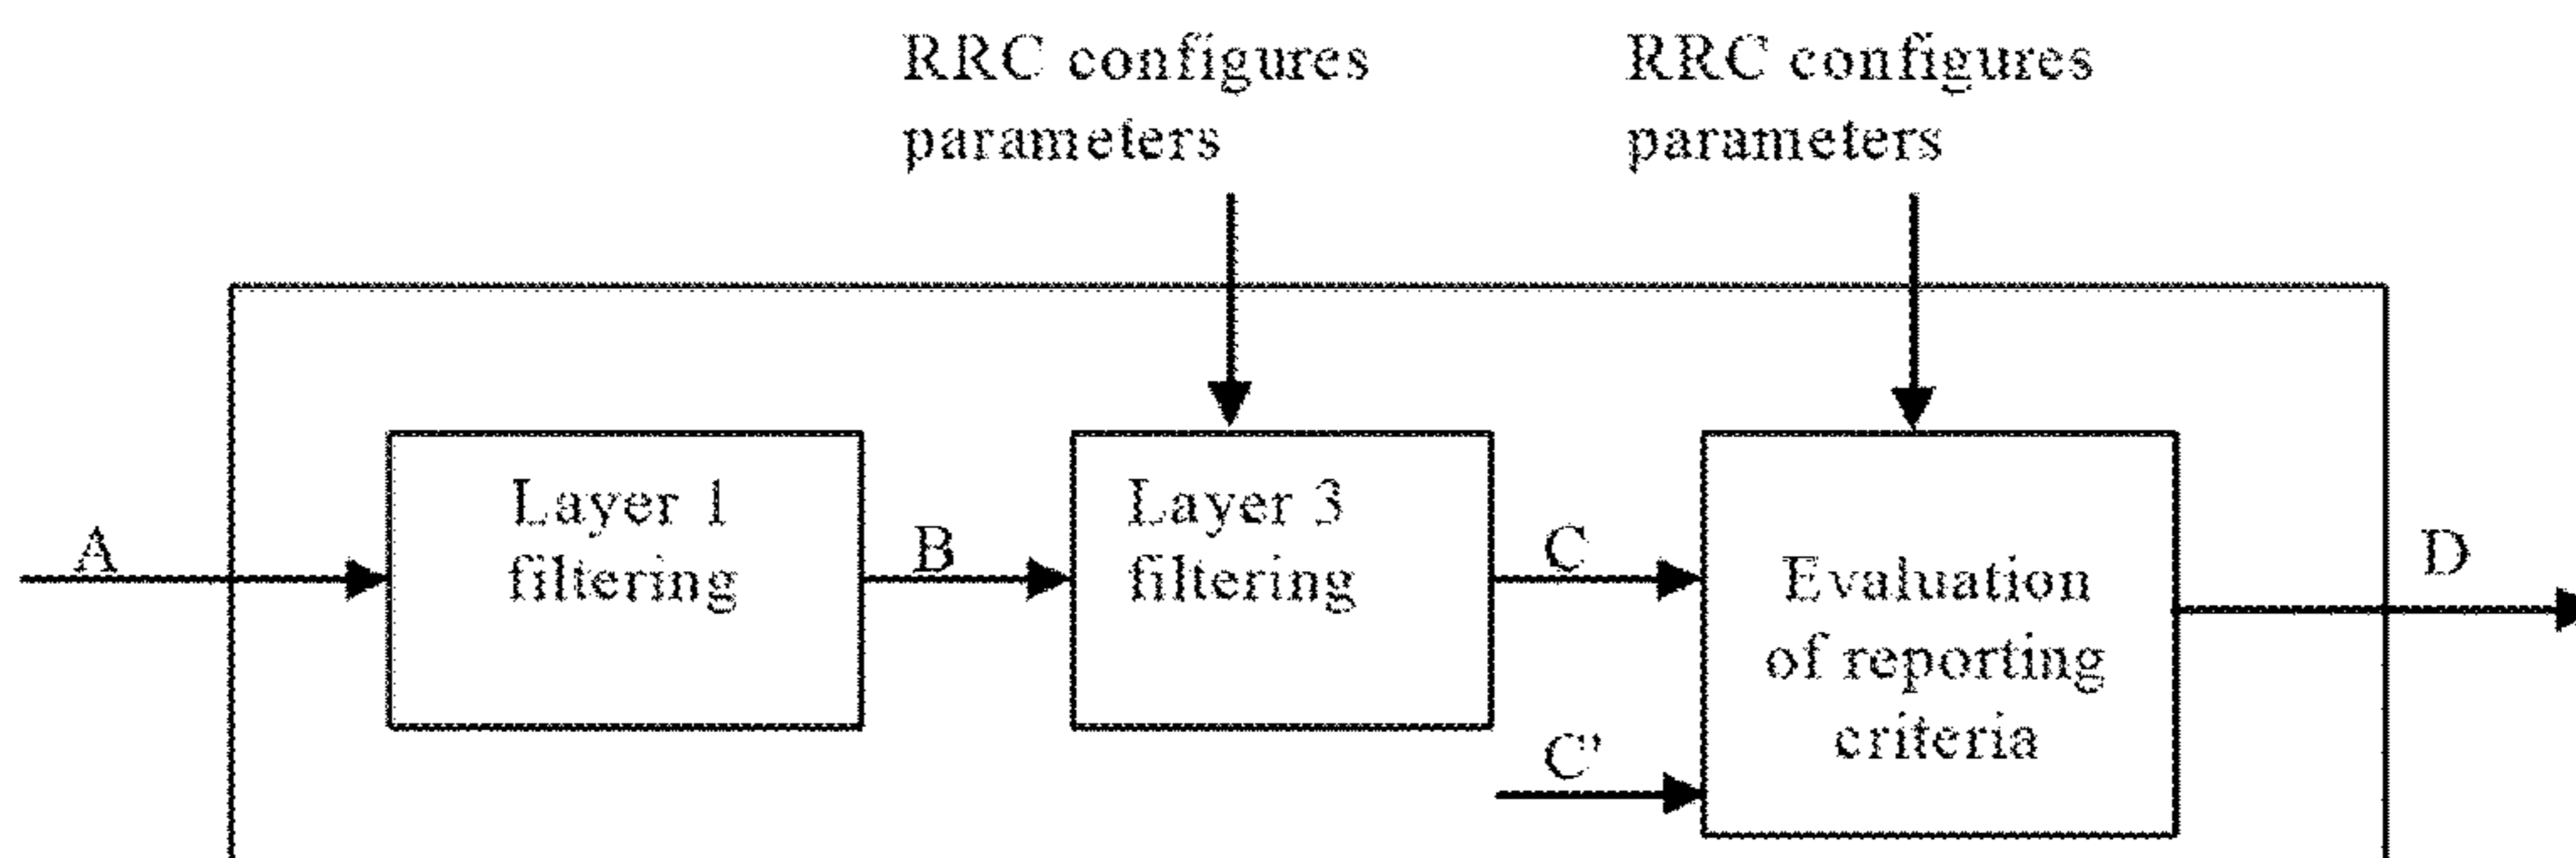 RRC configures
parameters
RRC configures
parameters
A
Layer 1
filtering
B
Layer 3
filtering
C
C'
Evaluation
of reporting
criteria
D